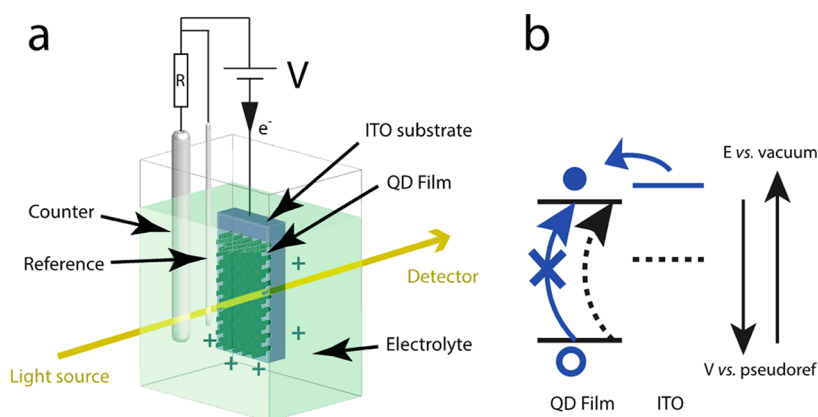 a
b
R
V
e-
ITO substrate
QD Film
Counter
Reference
Detector
Electrolyte
Light source
+
+
+
+
+
+
E vs. vacuum
V vs. pseudoref
QD Film
ITO